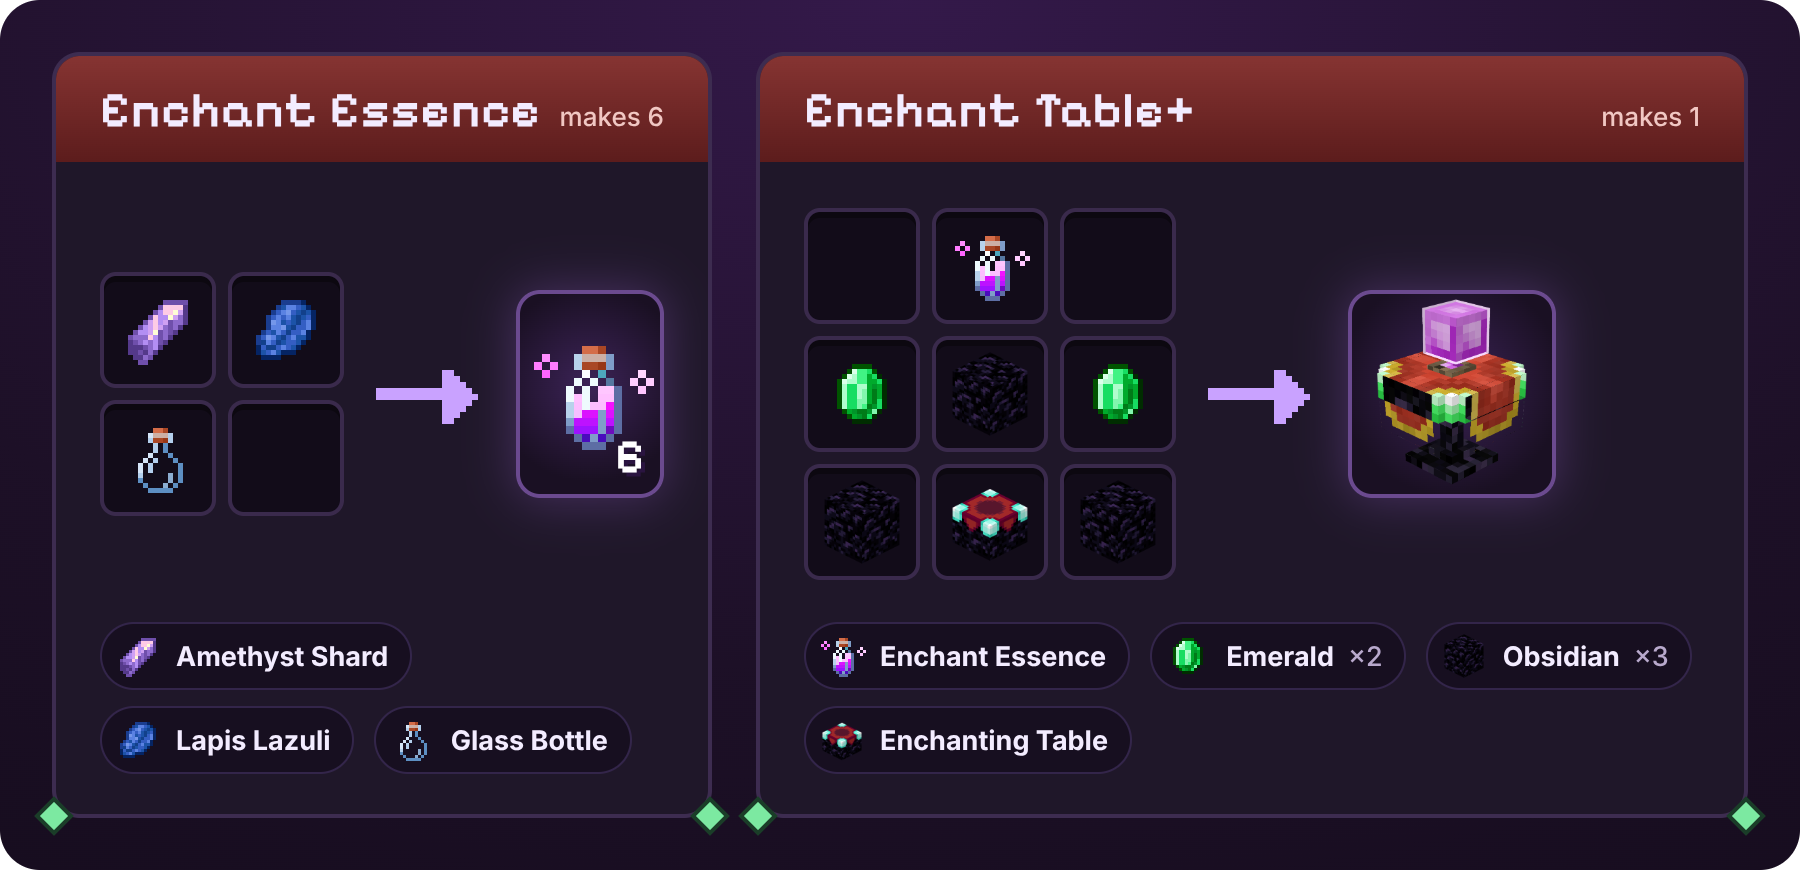 Enchant Essence makes 6
6
Amethyst Shard
Lapis Lazuli
Glass Bottle
Enchant Table+ makes 1
Enchant Essence
Emerald ×2
Obsidian ×3
Enchanting Table